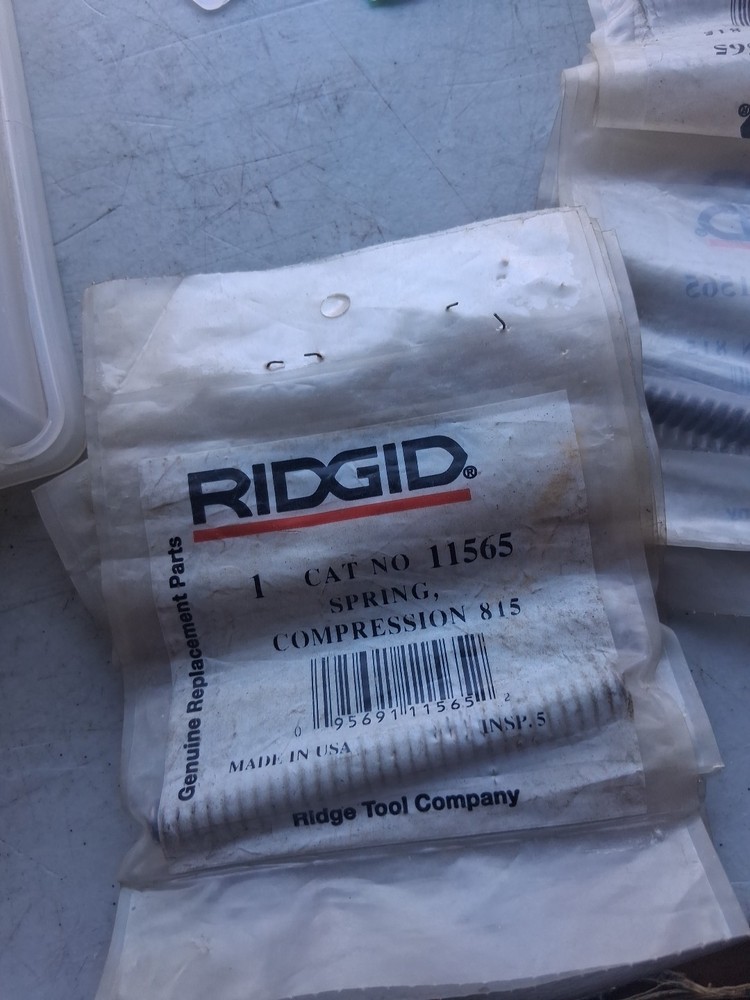 RIDGID®
1 CAT NO 11565
SPRING,
COMPRESSION 815
0 95691 11565 2
INSP. 5
MADE IN USA
Ridge Tool Company
Genuine Replacement Parts
11565